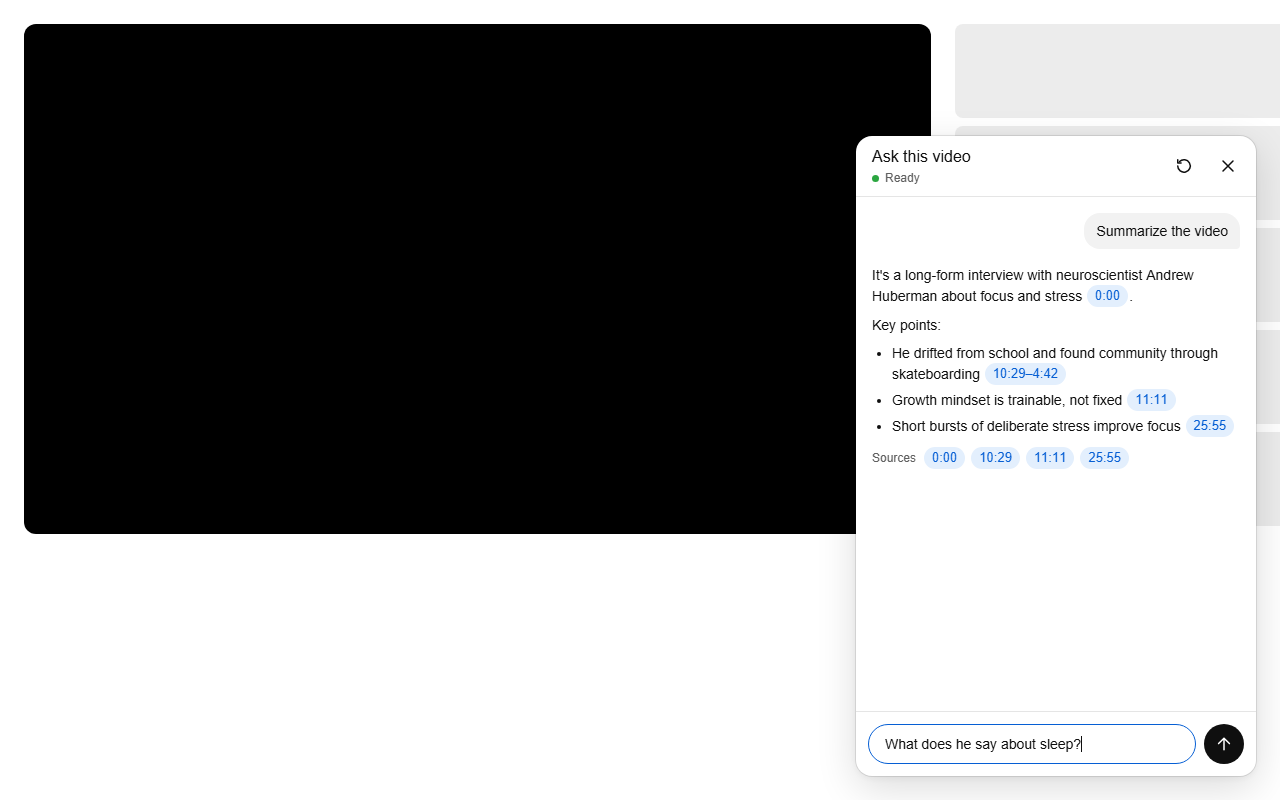 Ask this video
Ready
Summarize the video
It's a long-form interview with neuroscientist Andrew
Huberman about focus and stress 0:00 .
Key points:
• He drifted from school and found community through
skateboarding 10:29–4:42
• Growth mindset is trainable, not fixed 11:11
• Short bursts of deliberate stress improve focus 25:55
Sources 0:00 10:29 11:11 25:55
What does he say about sleep?